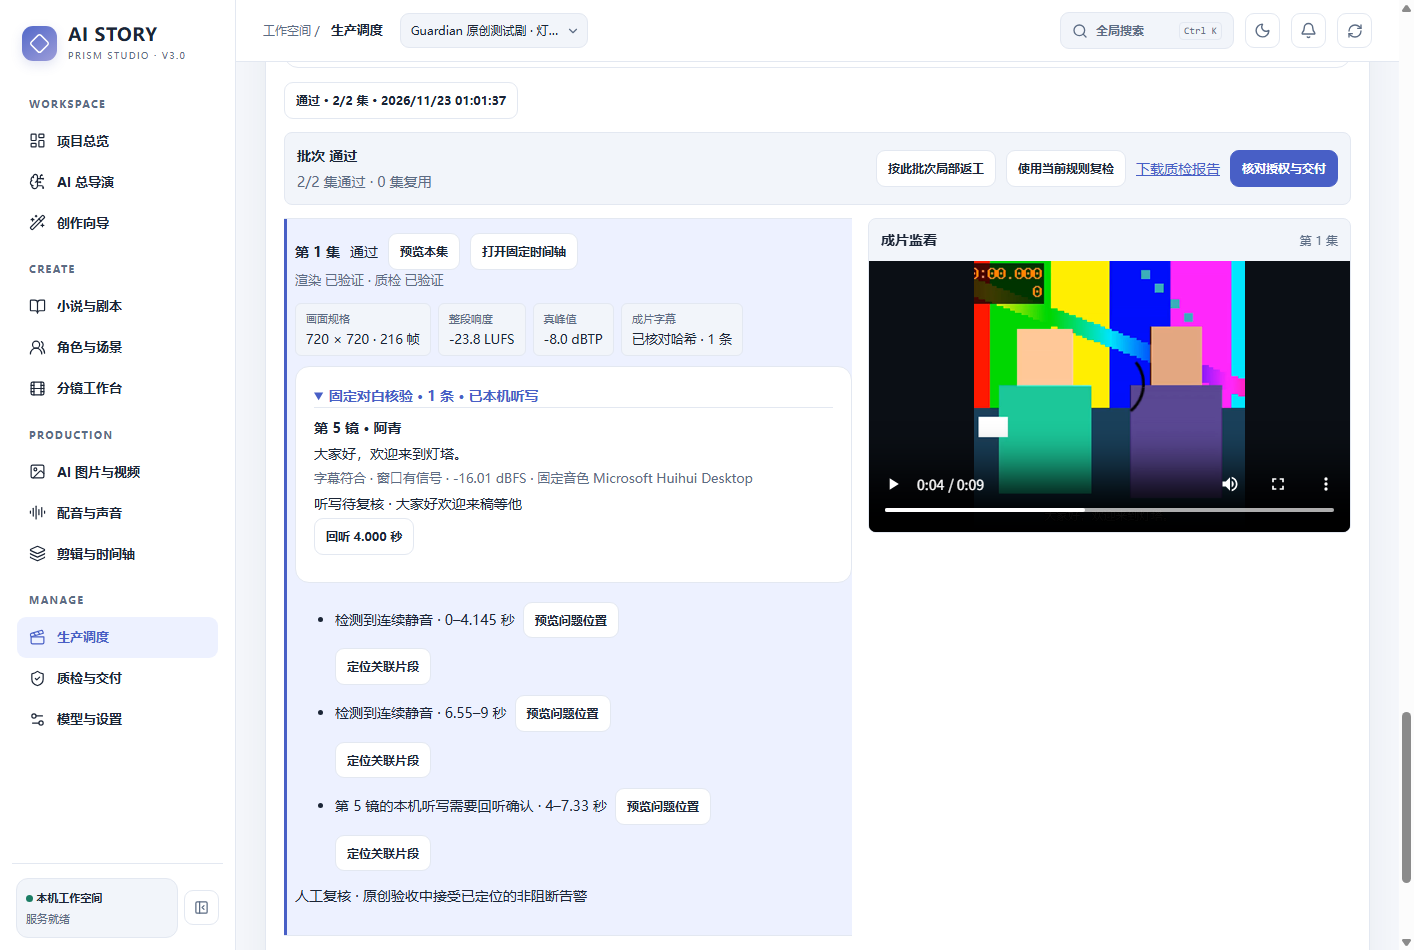 AI STORY
PRISM STUDIO · V3.0
WORKSPACE
项目总览
AI 总导演
创作向导
CREATE
小说与剧本
角色与场景
分镜工作台
PRODUCTION
AI 图片与视频
配音与声音
剪辑与时间轴
MANAGE
生产调度
质检与交付
模型与设置
本机工作空间
服务就绪
工作空间 / 生产调度
Guardian 原创测试剧 · 灯...
全局搜索 Ctrl K
通过 • 2/2 集 • 2026/11/23 01:01:37
批次 通过
2/2 集通过 · 0 集复用
按此批次局部返工
使用当前规则复检
下载质检报告
核对授权与交付
第 1 集 通过 预览本集 打开固定时间轴
渲染 已验证 · 质检 已验证
画面规格
720 × 720 · 216 帧
整段响度
-23.8 LUFS
真峰值
-8.0 dBTP
成片字幕
已核对哈希 · 1 条
固定对白核验 • 1 条 • 已本机听写
第 5 镜 • 阿青
大家好，欢迎来到灯塔。
字幕符合 · 窗口有信号 · -16.01 dBFS · 固定音色 Microsoft Huihui Desktop
听写待复核 · 大家好欢迎来稿等他
回听 4.000 秒
检测到连续静音 · 0–4.145 秒 预览问题位置
定位关联片段
检测到连续静音 · 6.55–9 秒 预览问题位置
定位关联片段
第 5 镜的本机听写需要回听确认 · 4–7.33 秒 预览问题位置
定位关联片段
人工复核 · 原创验收中接受已定位的非阻断告警
成片监看 第 1 集
0:00.000
0
0:04 / 0:09